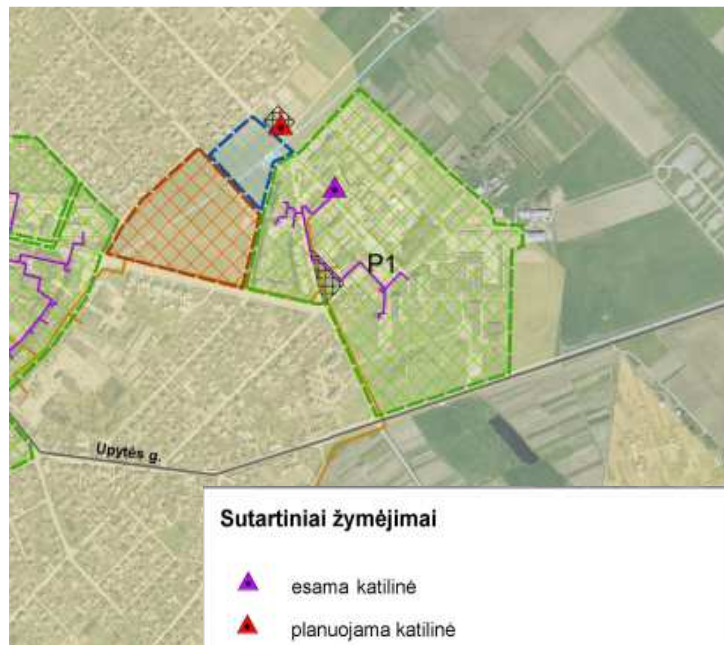 P1
Upytės g.
Sutartiniai žymėjimai
esama katilinė
planuojama katilinė